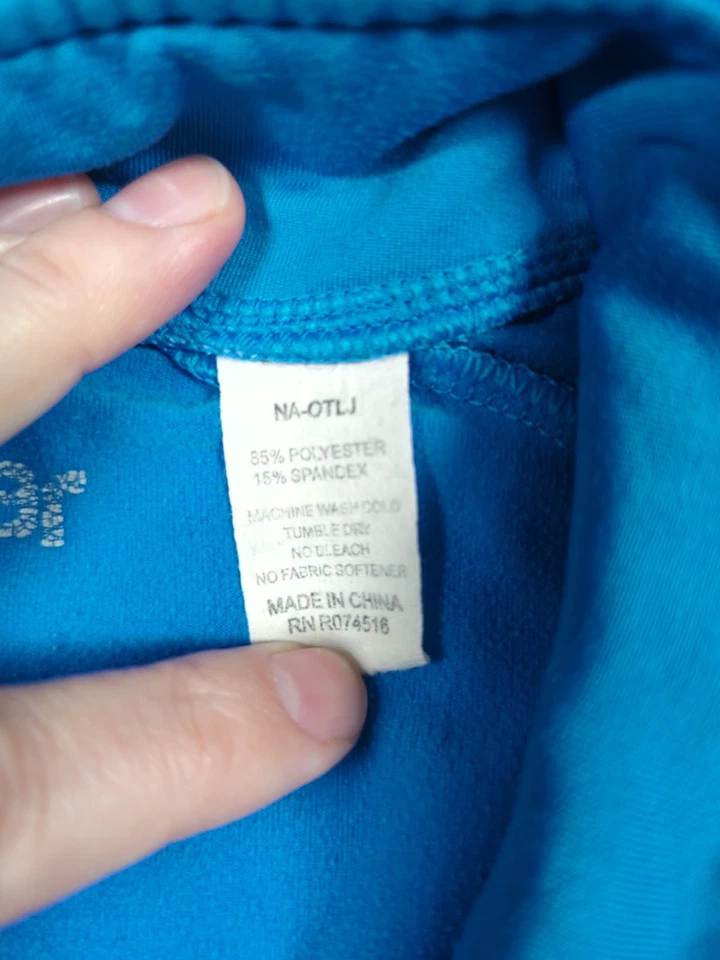 NA-OTLJ
85% POLYESTER
15% SPANDEX
MACHINE WASH COLD
TUMBLE DRY
NO BLEACH
NO FABRIC SOFTENER
MADE IN CHINA
RN R074516